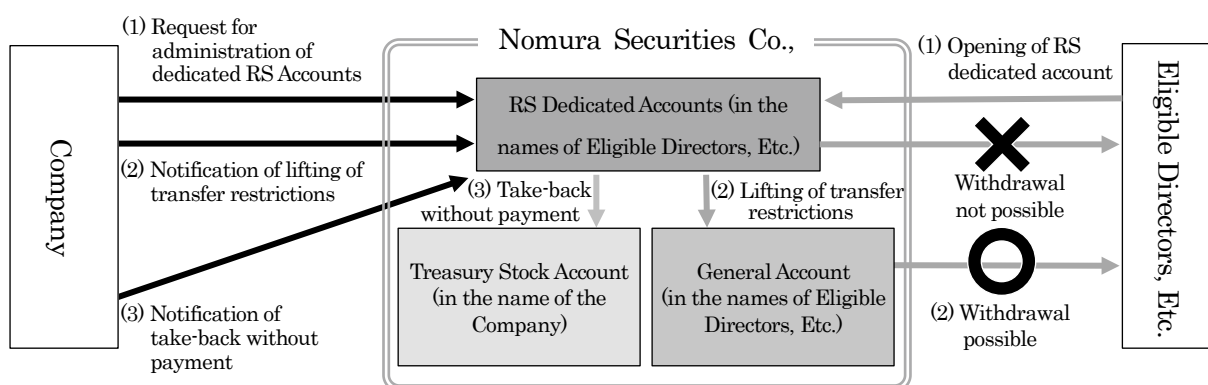 (1) Request for
administration of
dedicated RS Accounts
Nomura Securities Co.,
(1) Opening of RS
dedicated account
Company
RS Dedicated Accounts (in the
names of Eligible Directors, Etc.)
Eligible Directors, Etc.
(2) Notification of lifting of
transfer restrictions
(3) Take-back
without payment
(2) Lifting of transfer
restrictions
Withdrawal
not possible
Treasury Stock Account
(in the name of the
Company)
General Account
(in the names of Eligible
Directors, Etc.)
(3) Notification of
take-back without
payment
(2) Withdrawal
possible